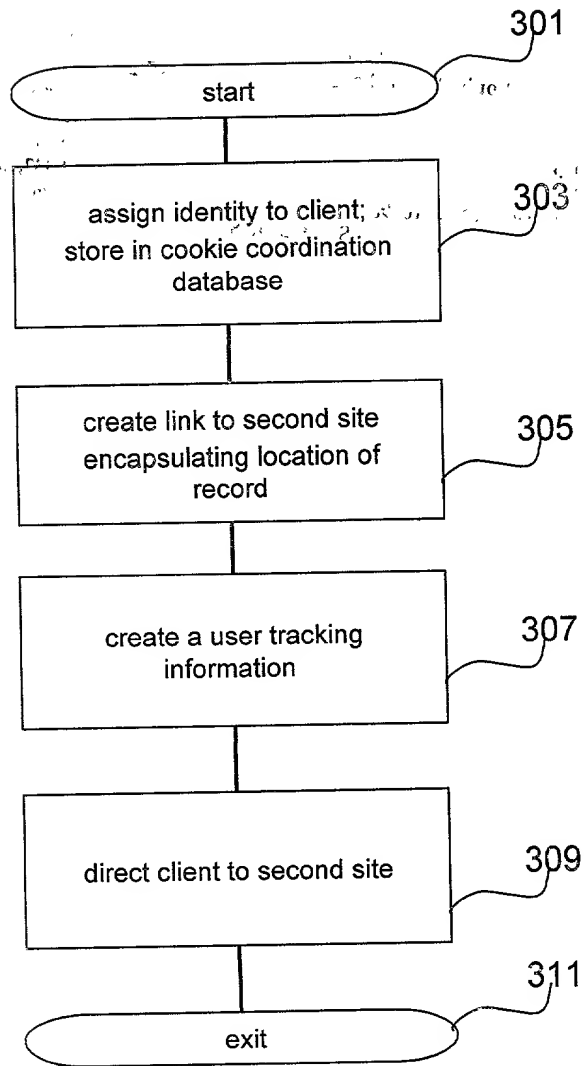 301
start
303
assign identity to client;
store in cookie coordination
database
305
create link to second site
encapsulating location of
record
307
create a user tracking
information
309
direct client to second site
311
exit